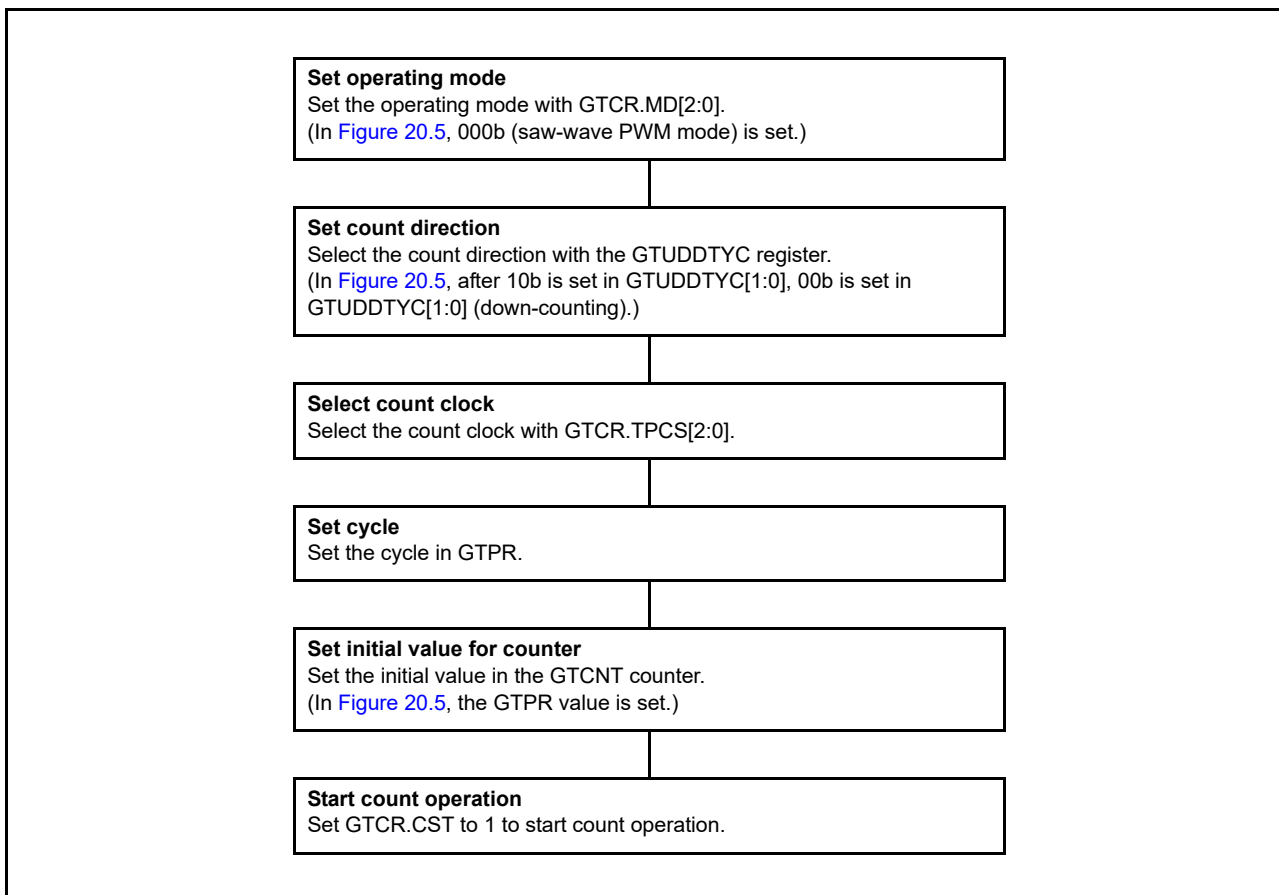 Set operating mode
Set the operating mode with GTCR.MD[2:0].
(In Figure 20.5, 000b (saw-wave PWM mode) is set.)
Set count direction
Select the count direction with the GTUDDTYC register.
(In Figure 20.5, after 10b is set in GTUDDTYC[1:0], 00b is set in
GTUDDTYC[1:0] (down-counting).)
Select count clock
Select the count clock with GTCR.TPCS[2:0].
Set cycle
Set the cycle in GTPR.
Set initial value for counter
Set the initial value in the GTCNT counter.
(In Figure 20.5, the GTPR value is set.)
Start count operation
Set GTCR.CST to 1 to start count operation.